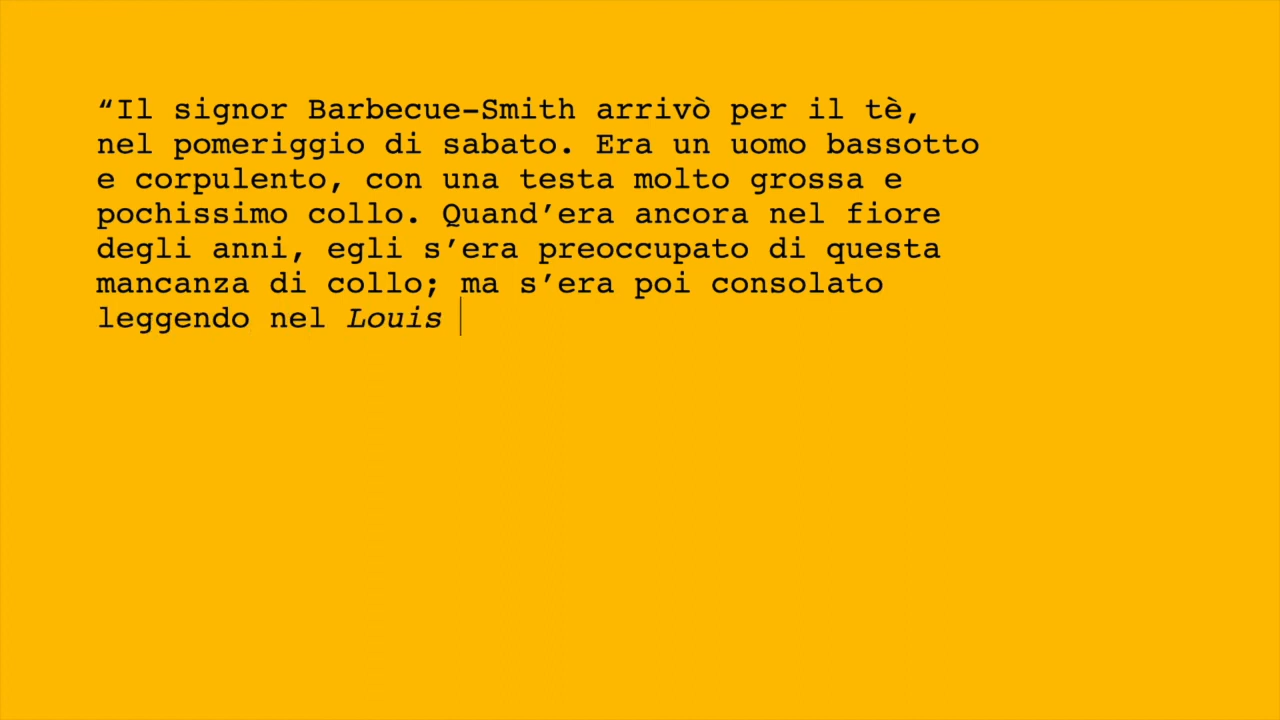 “Il signor Barbecue-Smith arrivò per il tè,
nel pomeriggio di sabato. Era un uomo bassotto
e corpulento, con una testa molto grossa e
pochissimo collo. Quand’era ancora nel fiore
degli anni, egli s’era preoccupato di questa
mancanza di collo; ma s’era poi consolato
leggendo nel Louis